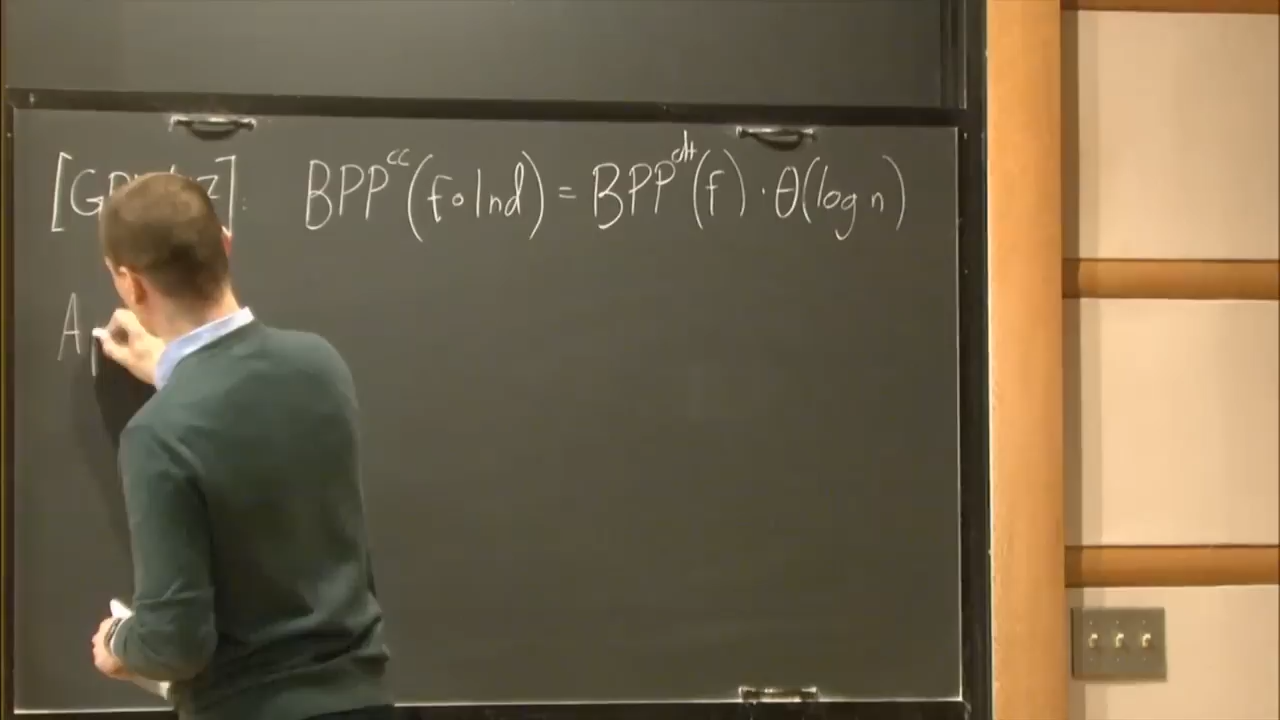 BPP^cc (f∘Ind) = BPP^dt (f) · θ(log n)
A